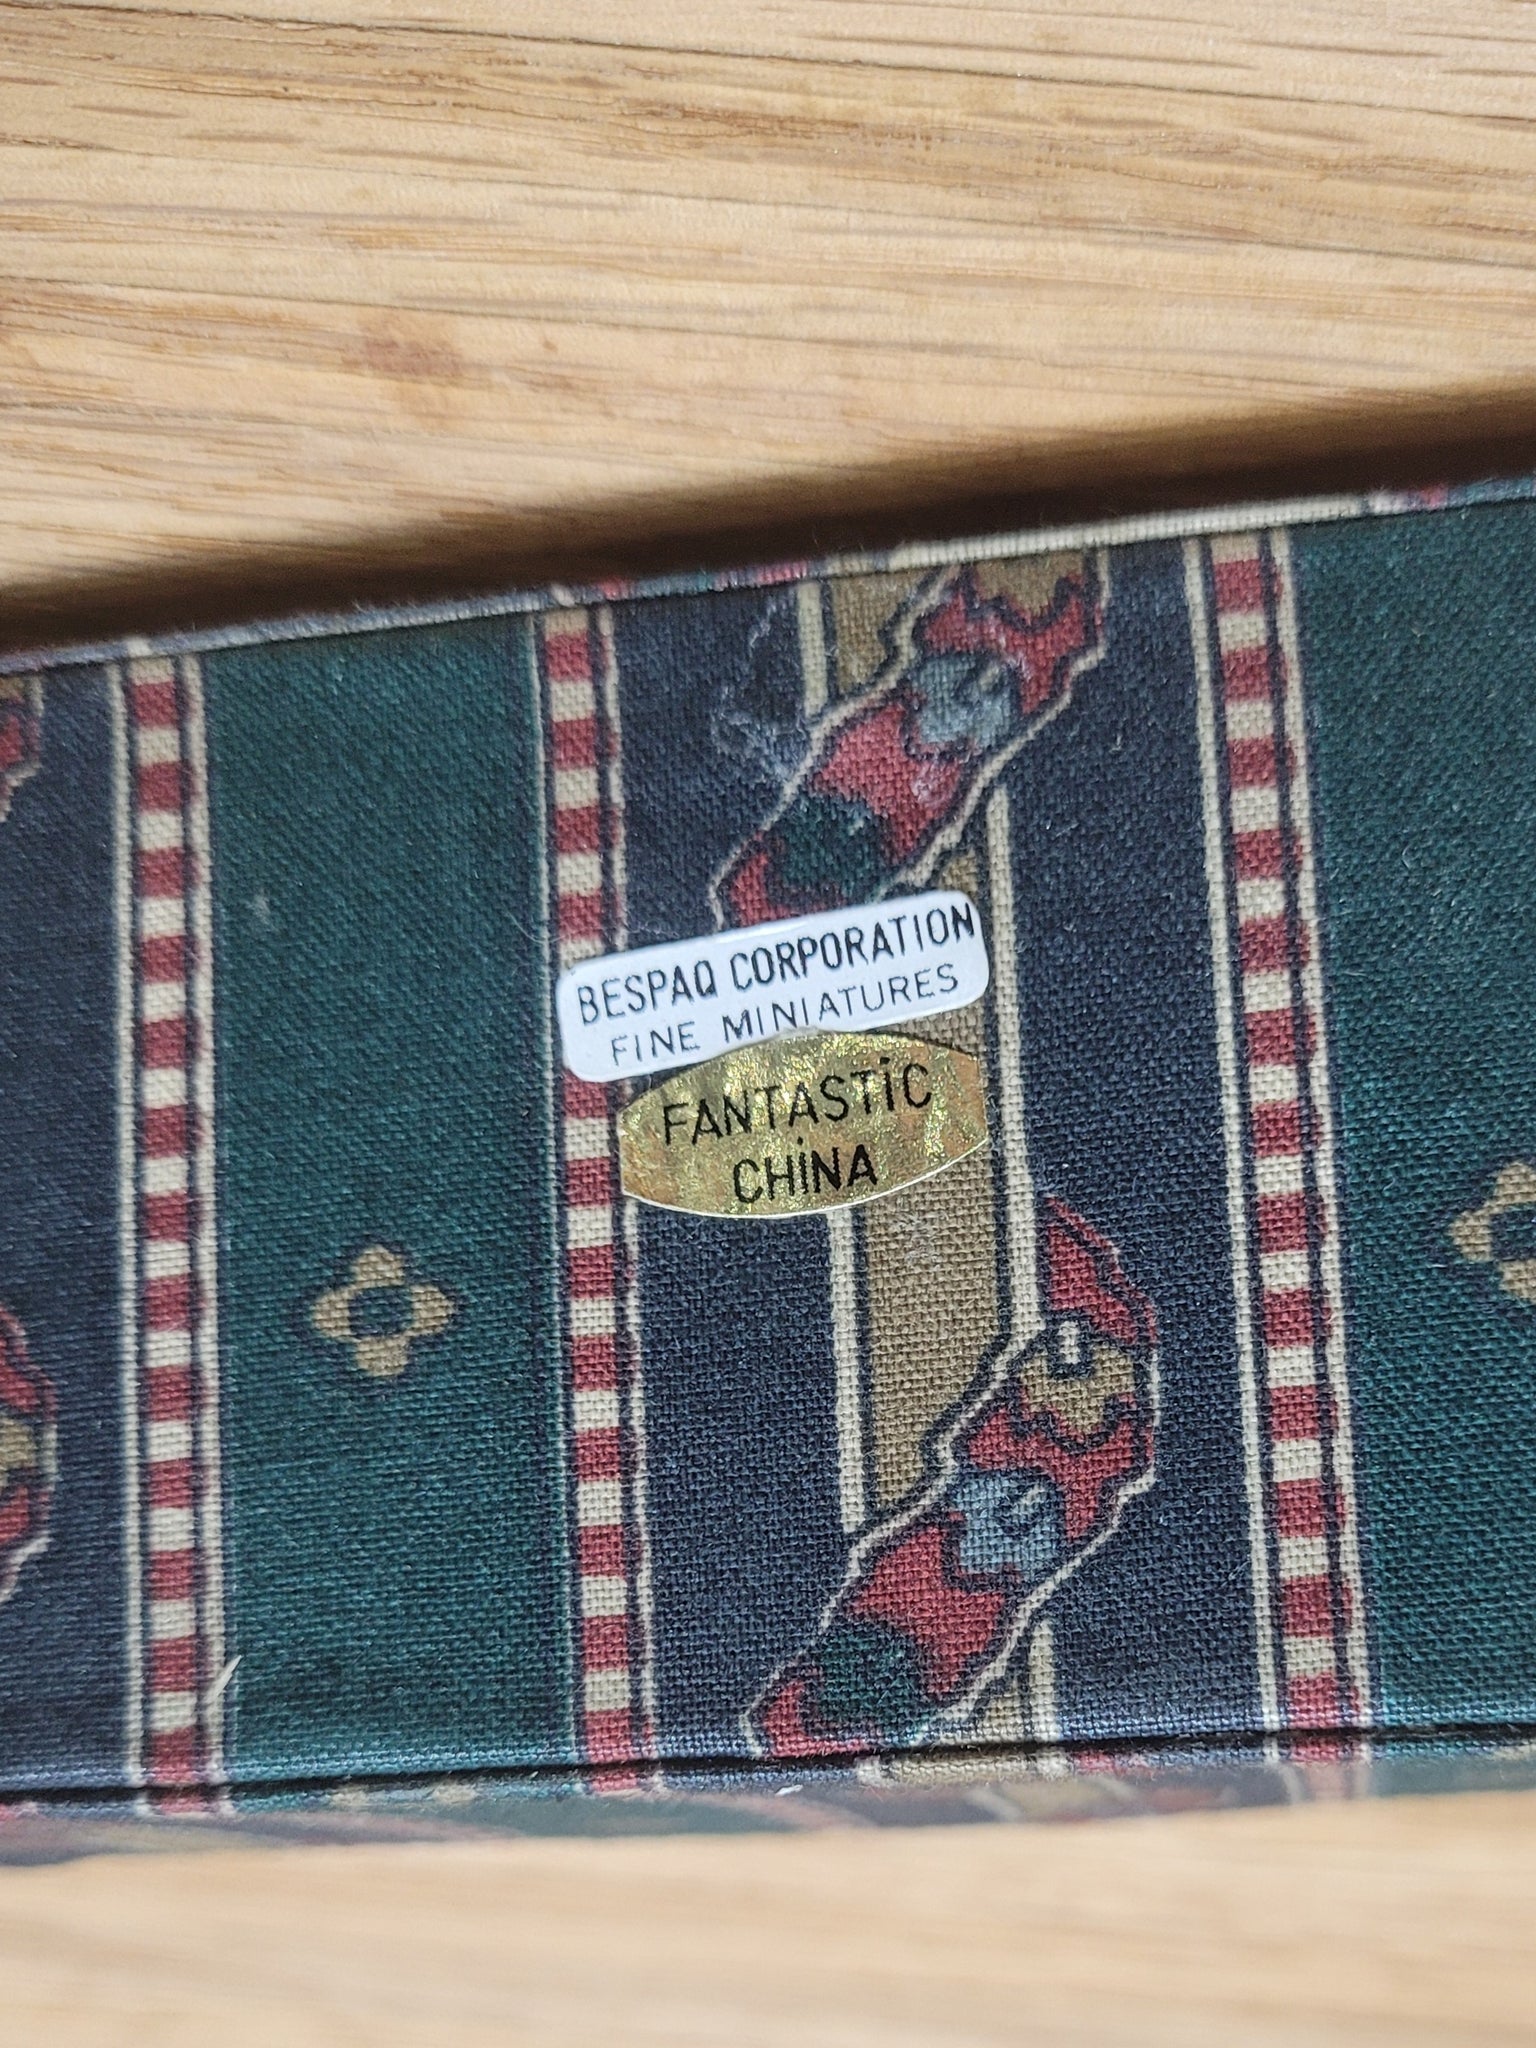 BESPAQ CORPORATION
FINE MINIATURES
FANTASTiC
CHiNA